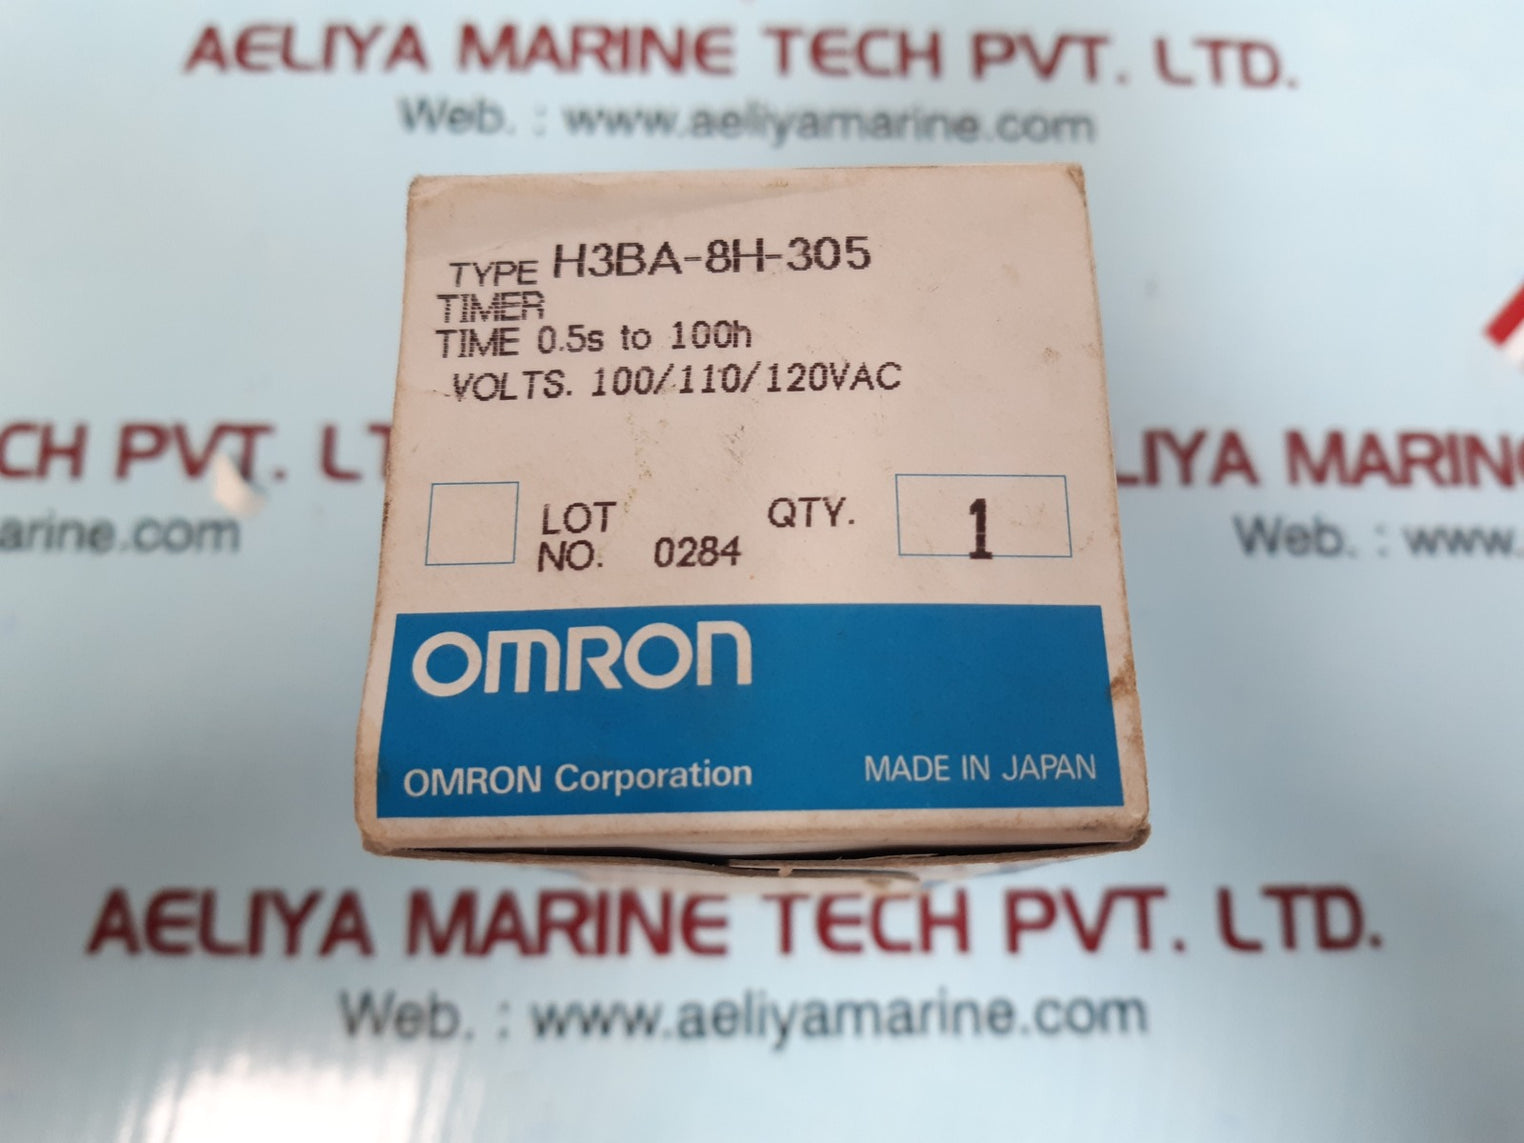 AELIYA MARINE TECH PVT. LTD.
Web. : www.aeliyamarine.com
TYPE H3BA-8H-305
TIMER
TIME 0.5s to 100h
VOLTS. 100/110/120VAC
CH PVT. LT
LIYA MARIN
arine.com
Web. : www.
LOT
NO. 0284
QTY. 1
OMRON
OMRON Corporation MADE IN JAPAN
AELIYA MARINE TECH PVT. LTD.
Web. : www.aeliyamarine.com